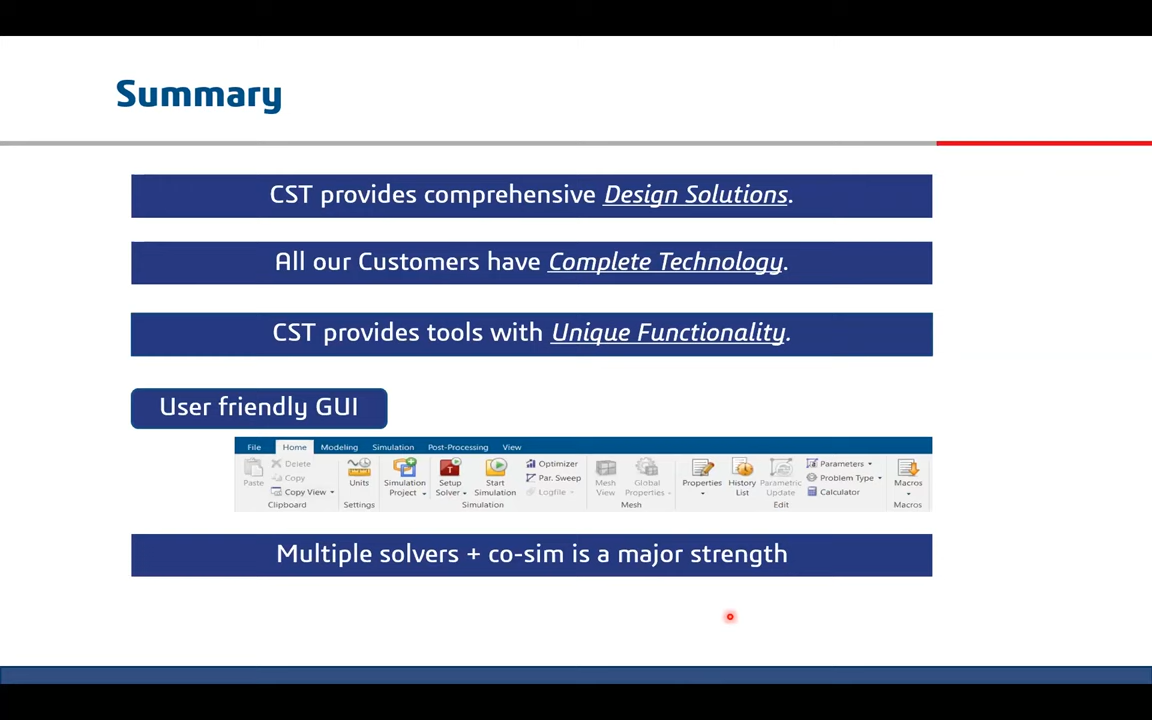 Summary
CST provides comprehensive Design Solutions.
All our Customers have Complete Technology.
CST provides tools with Unique Functionality.
User friendly GUI
File Home Modeling Simulation Post-Processing View
Paste Delete Copy Copy View Clipboard
Units Settings
Simulation Project Setup Solver Start Simulation Optimizer Par. Sweep Logfile Simulation
Mesh View Global Properties Mesh
Properties History List Parametric Update Parameters Problem Type Calculator Edit
Macros Macros
Multiple solvers + co-sim is a major strength